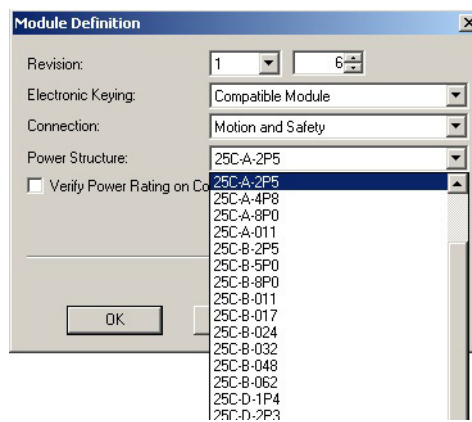 Module Definition
Revision: 1 6
Electronic Keying: Compatible Module
Connection: Motion and Safety
Power Structure: 25C-A-2P5
Verify Power Rating on Co
25C-A-2P5
25C-A-4P8
25C-A-8P0
25C-A-011
25C-B-2P5
25C-B-5P0
25C-B-8P0
25C-B-011
25C-B-017
25C-B-024
25C-B-032
25C-B-048
25C-B-062
25C-D-1P4
25C-D-2P3
OK